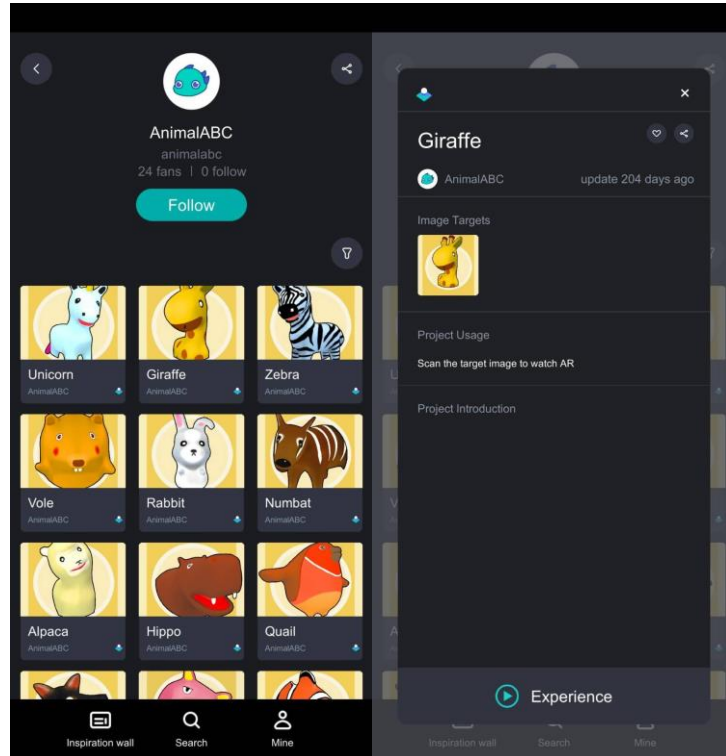 AnimalABC
animalabc
24 fans | 0 follow
Follow
Unicorn
AnimalABC
Giraffe
AnimalABC
Zebra
AnimalABC
Vole
AnimalABC
Rabbit
AnimalABC
Numbat
AnimalABC
Alpaca
AnimalABC
Hippo
AnimalABC
Quail
AnimalABC
Inspiration wall
Search
Mine
Giraffe
AnimalABC
update 204 days ago
Image Targets
Project Usage
Scan the target image to watch AR
Project Introduction
Experience
Inspiration wall
Search
Mine